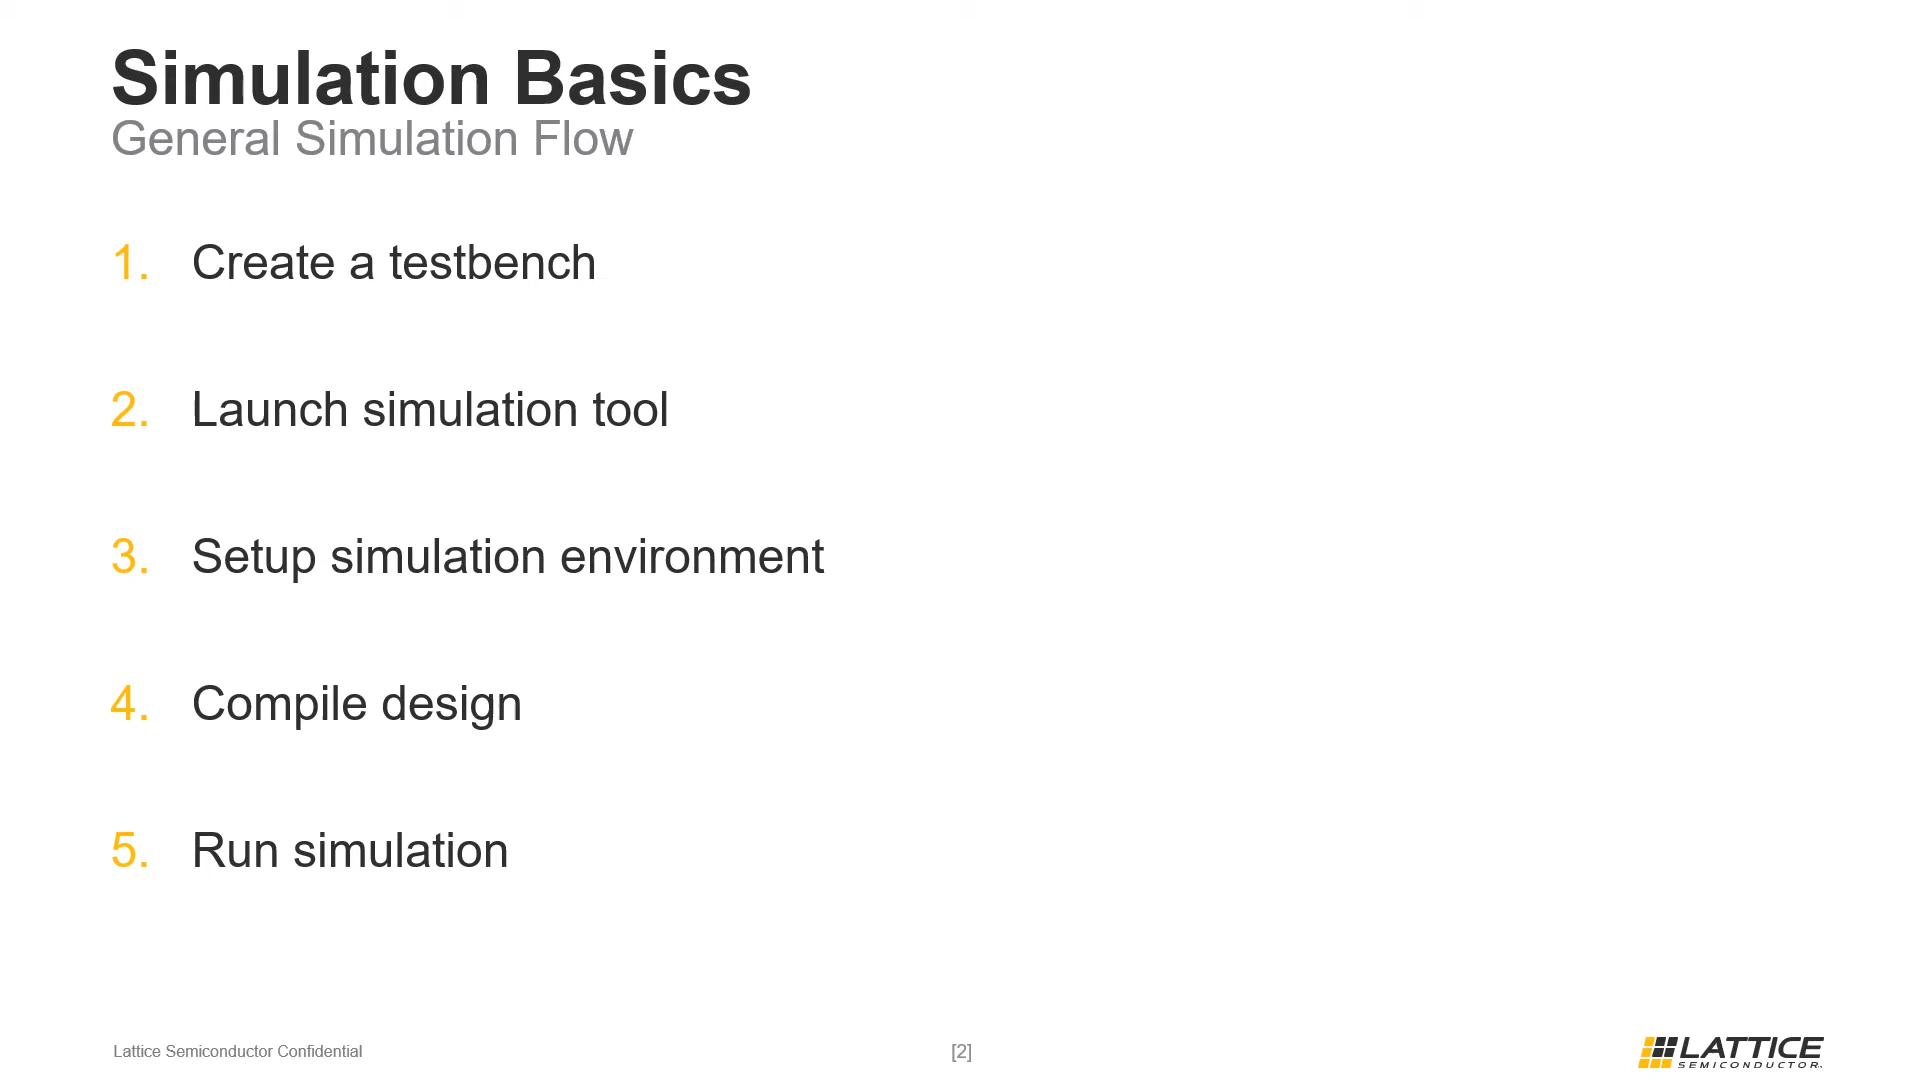 Simulation Basics
General Simulation Flow
1. Create a testbench
2. Launch simulation tool
3. Setup simulation environment
4. Compile design
5. Run simulation
Lattice Semiconductor Confidential
[2]
LATTICE
SEMICONDUCTOR